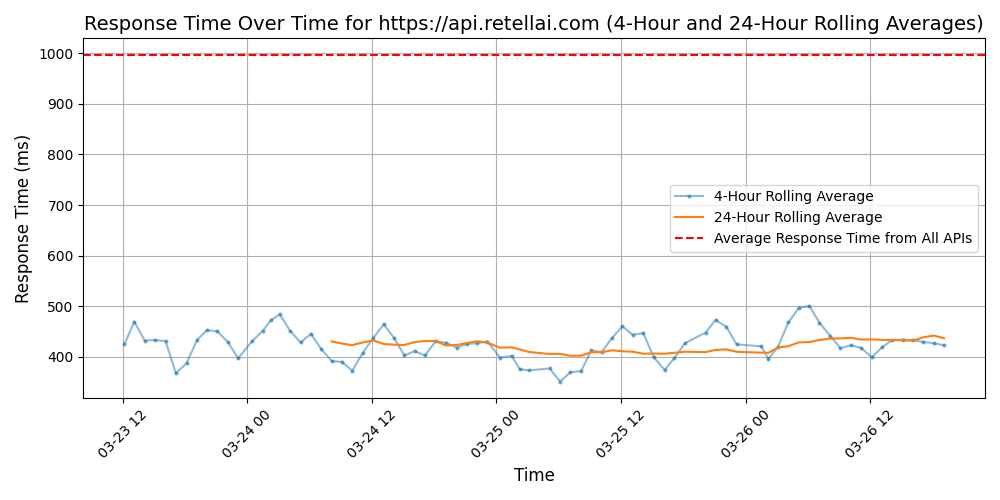 Response Time Over Time for https://api.retellai.com (4-Hour and 24-Hour Rolling Averages)
Response Time (ms)
1000
900
800
700
600
500
400
4-Hour Rolling Average
24-Hour Rolling Average
Average Response Time from All APIs
03-23 12
03-24 00
03-24 12
03-25 00
03-25 12
03-26 00
03-26 12
Time